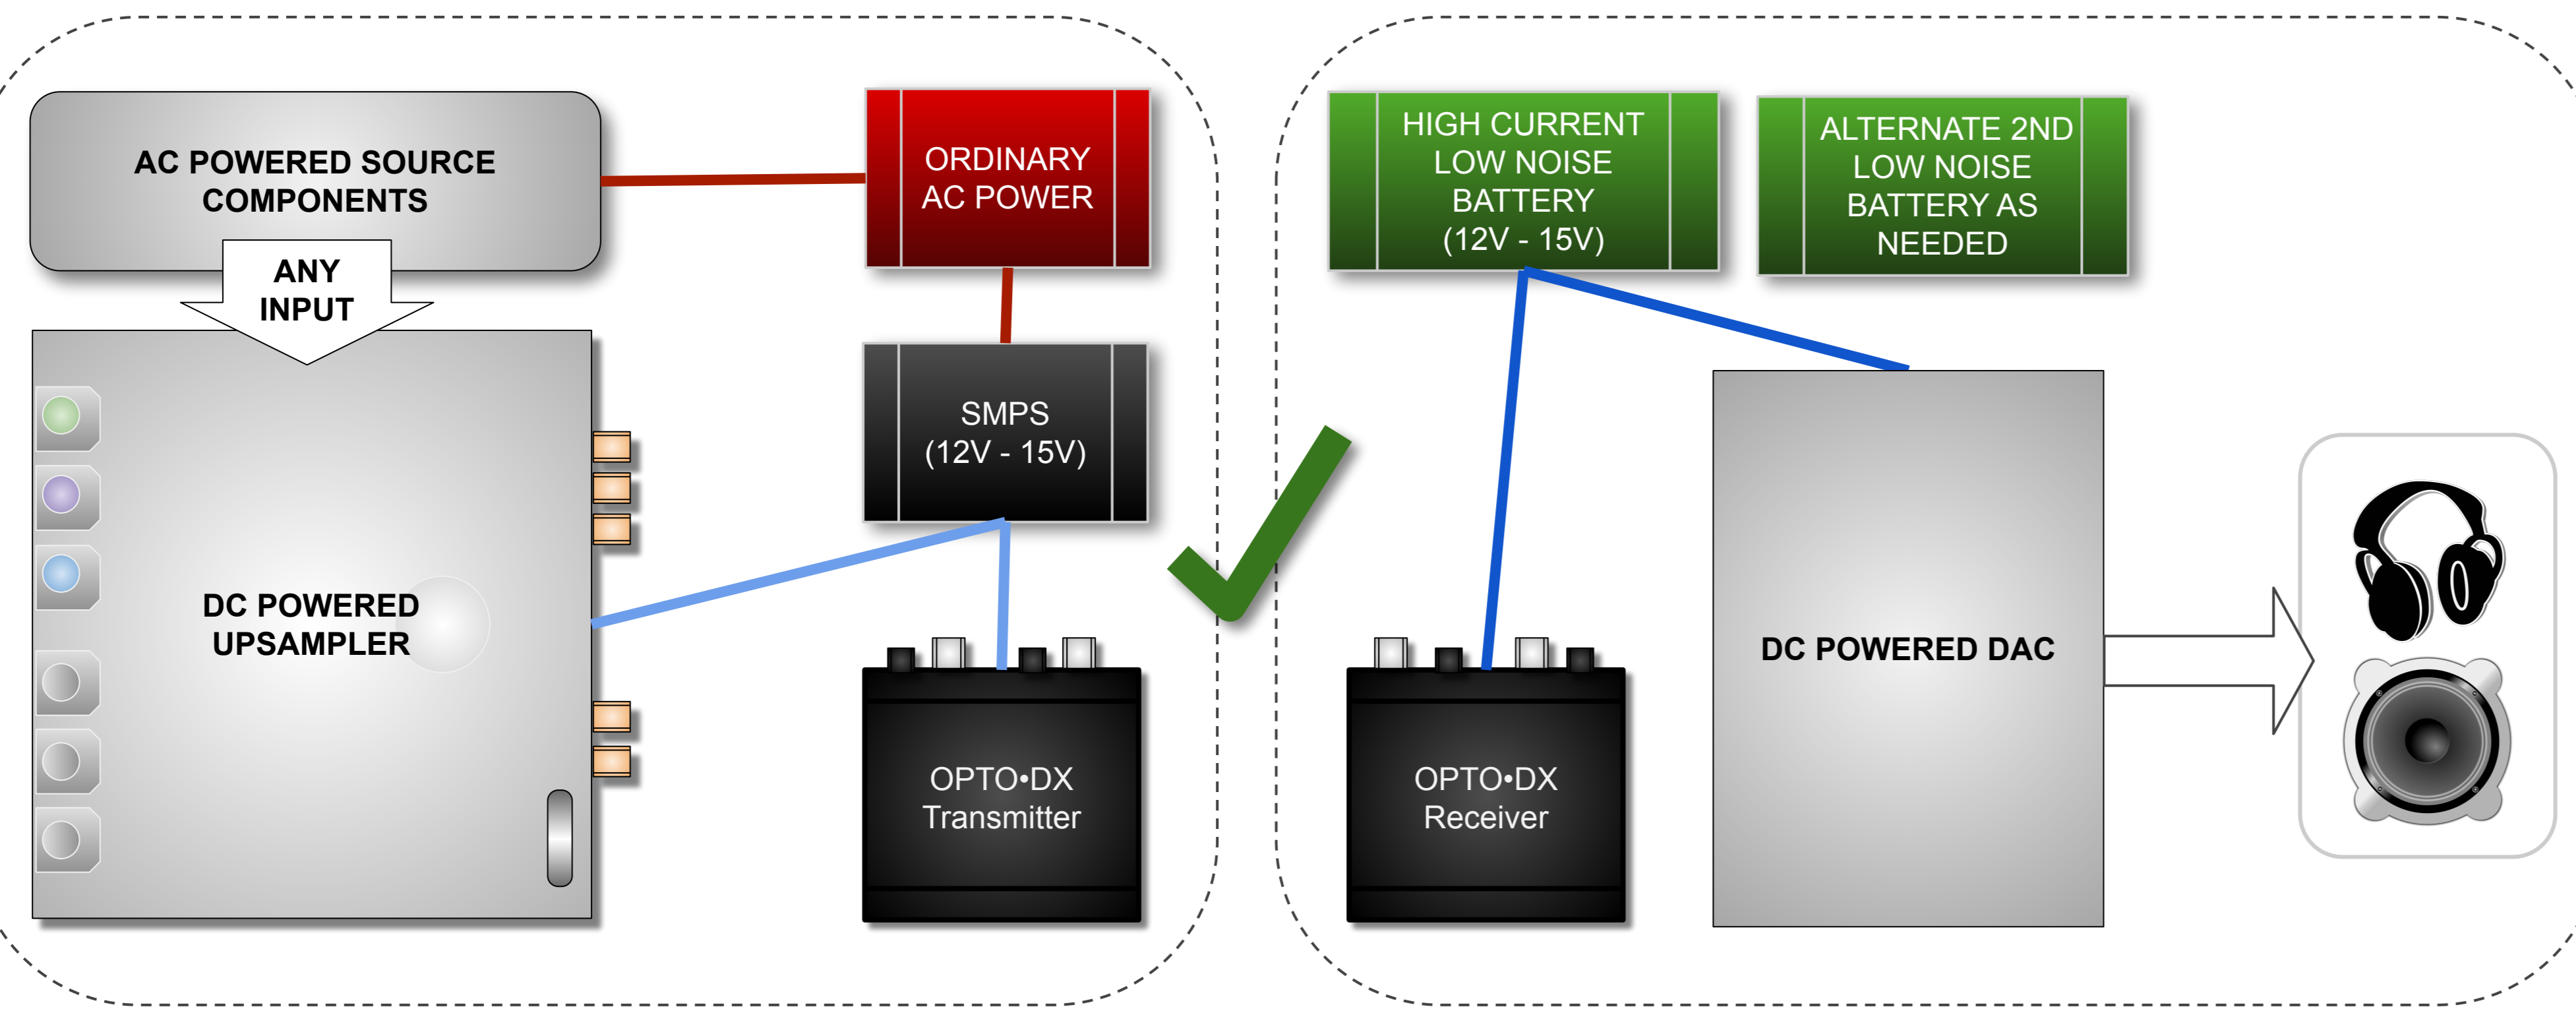 AC POWERED SOURCE
COMPONENTS
ANY
INPUT
ORDINARY
AC POWER
SMPS
(12V - 15V)
DC POWERED
UPSAMPLER
OPTO•DX
Transmitter
HIGH CURRENT
LOW NOISE
BATTERY
(12V - 15V)
ALTERNATE 2ND
LOW NOISE
BATTERY AS
NEEDED
OPTO•DX
Receiver
DC POWERED DAC